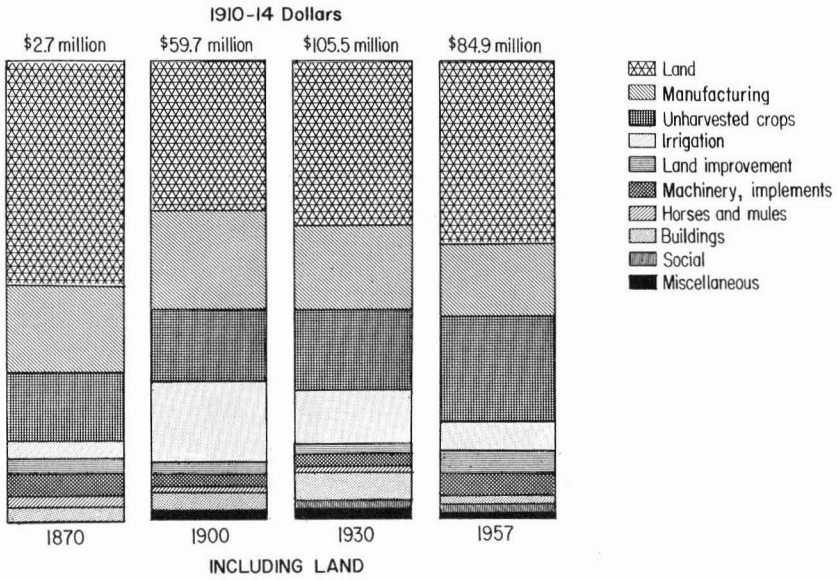 1910-14 Dollars
$2.7 million $59.7 million $105.5 million $84.9 million
Land
Manufacturing
Unharvested crops
Irrigation
Land improvement
Machinery, implements
Horses and mules
Buildings
Social
Miscellaneous
1870 1900 1930 1957
INCLUDING LAND